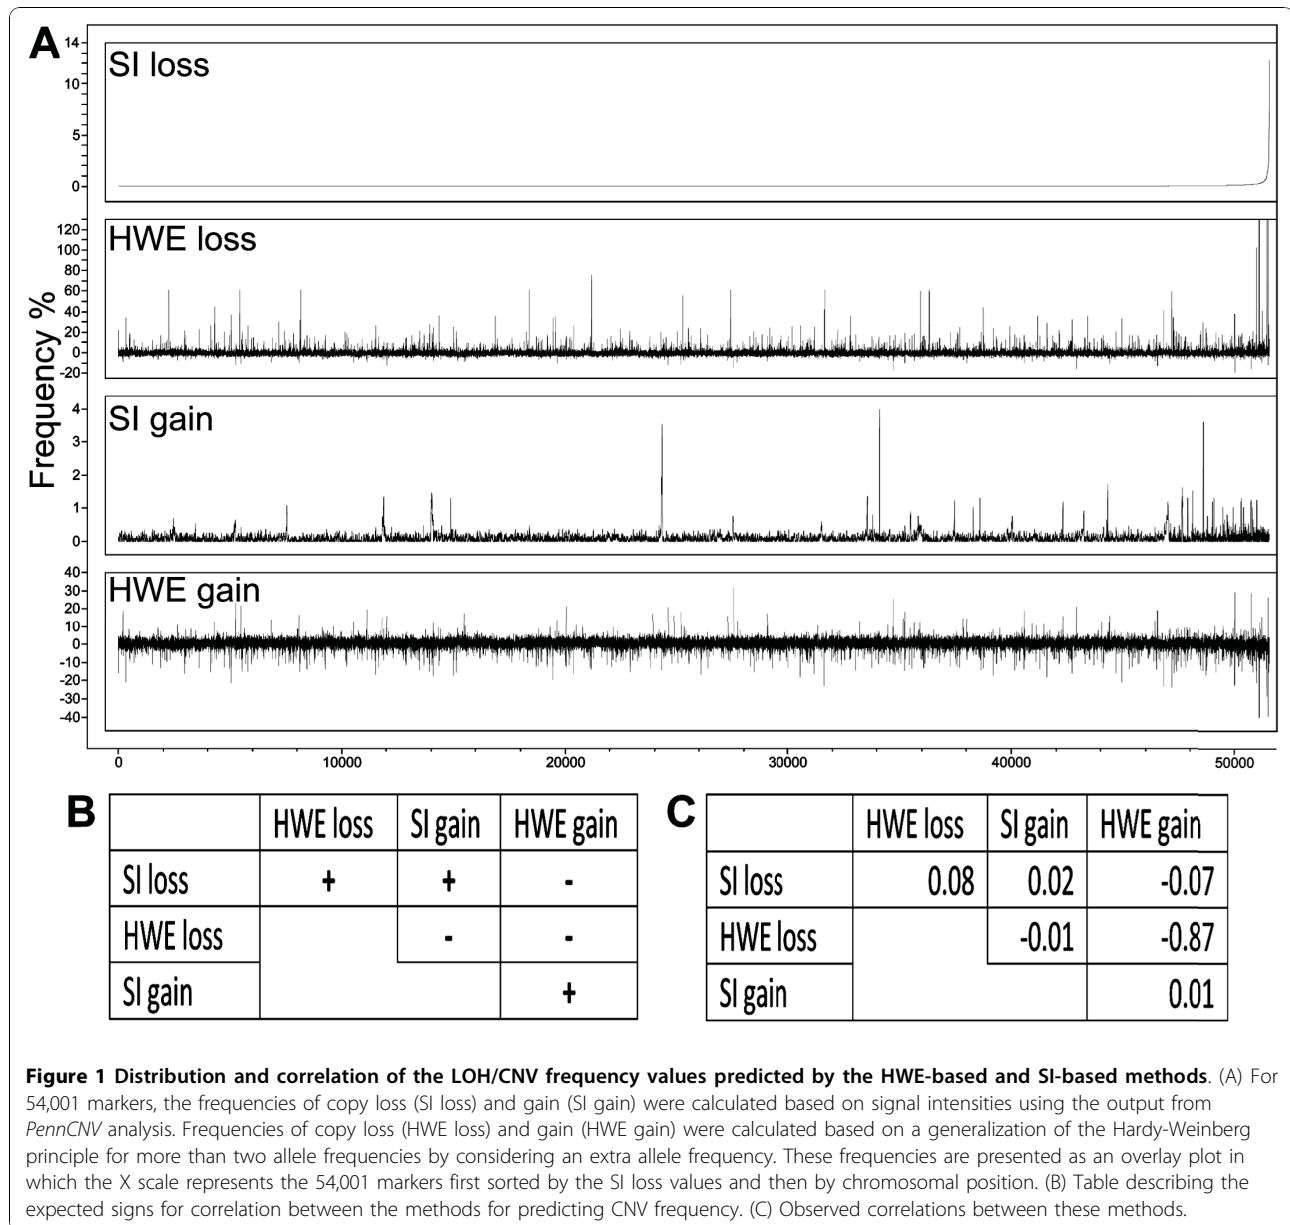 A
SI loss
14
10
5
0
HWE loss
120
100
80
60
40
20
0
-20
Frequency %
SI gain
4
3
2
1
0
HWE gain
40
30
20
10
0
-10
-20
-30
-40
0 10000 20000 30000 40000 50000
B
HWE loss SI gain HWE gain
SI loss + + -
HWE loss - -
SI gain +
C
HWE loss SI gain HWE gain
SI loss 0.08 0.02 -0.07
HWE loss -0.01 -0.87
SI gain 0.01
Figure 1 Distribution and correlation of the LOH/CNV frequency values predicted by the HWE-based and SI-based methods. (A) For
54,001 markers, the frequencies of copy loss (SI loss) and gain (SI gain) were calculated based on signal intensities using the output from
PennCNV analysis. Frequencies of copy loss (HWE loss) and gain (HWE gain) were calculated based on a generalization of the Hardy-Weinberg
principle for more than two allele frequencies by considering an extra allele frequency. These frequencies are presented as an overlay plot in
which the X scale represents the 54,001 markers first sorted by the SI loss values and then by chromosomal position. (B) Table describing the
expected signs for correlation between the methods for predicting CNV frequency. (C) Observed correlations between these methods.